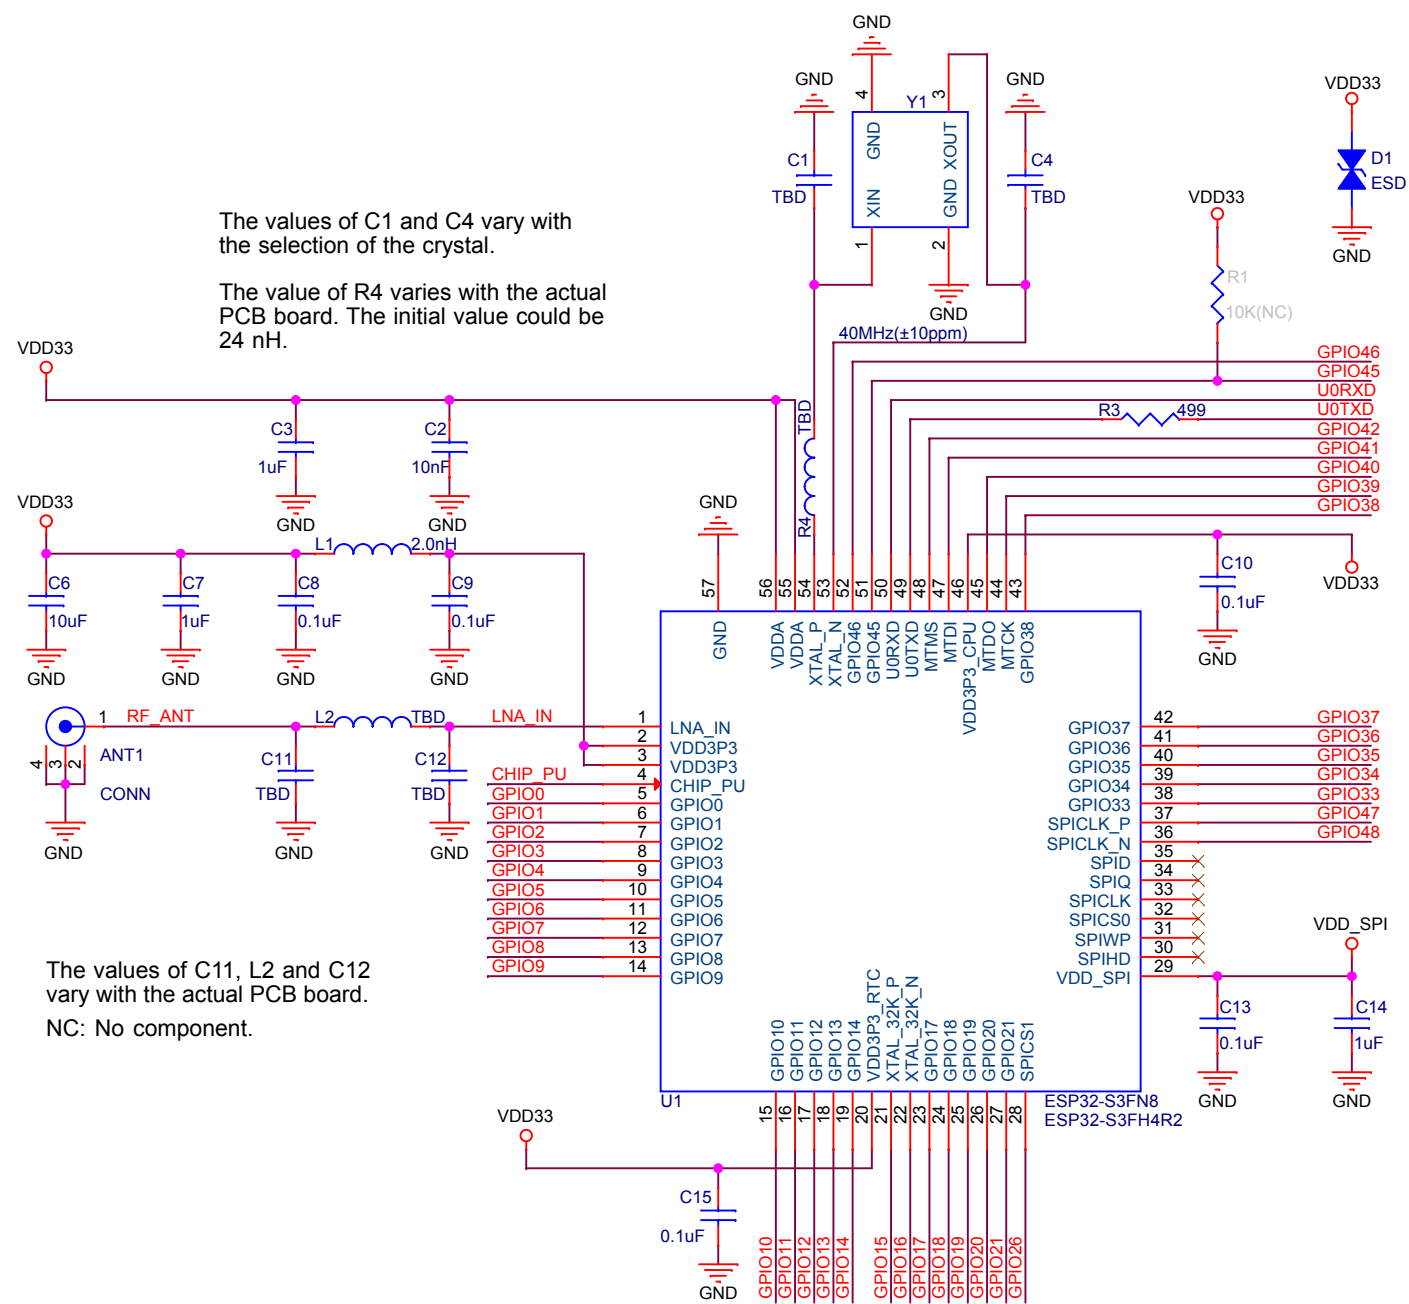 GND
GND
GND
VDD33
4
3
Y1
GND
XOUT
XIN
GND
1
2
GND
C1
TBD
C4
TBD
D1
ESD
GND
VDD33
R1
10K(NC)
The values of C1 and C4 vary with
the selection of the crystal.
The value of R4 varies with the actual
PCB board. The initial value could be
24 nH.
40MHz(±10ppm)
VDD33
C3
1uF
GND
C2
10nF
GND
TBD
R4
GPIO46
GPIO45
U0RXD
R3
499
U0TXD
GPIO42
GPIO41
GPIO40
GPIO39
GPIO38
VDD33
L1
2.0nH
C6
10uF
GND
C7
1uF
GND
C8
0.1uF
GND
C9
0.1uF
GND
GND
C10
0.1uF
GND
VDD33
57
56
55
54
53
52
51
50
49
48
47
46
45
44
43
GND
VDDA
VDDA
XTAL_P
XTAL_N
GPIO46
GPIO45
U0RXD
U0TXD
MTMS
MTDI
VDD3P3_CPU
MTDO
MTCK
GPIO38
1
RF_ANT
ANT1
CONN
4
3
2
GND
L2
TBD
C11
TBD
GND
C12
TBD
GND
LNA_IN
1
LNA_IN
2
VDD3P3
3
VDD3P3
CHIP_PU
4
CHIP_PU
GPIO0
5
GPIO0
GPIO1
6
GPIO1
GPIO2
7
GPIO2
GPIO3
8
GPIO3
GPIO4
9
GPIO4
GPIO5
10
GPIO5
GPIO6
11
GPIO6
GPIO7
12
GPIO7
GPIO8
13
GPIO8
GPIO9
14
GPIO9
GPIO37
42
GPIO37
GPIO36
41
GPIO36
GPIO35
40
GPIO35
GPIO34
39
GPIO34
GPIO33
38
GPIO33
SPICLK_P
37
GPIO47
SPICLK_N
36
GPIO48
SPID
35
SPIQ
34
SPICLK
33
SPICS0
32
SPIWP
31
SPIHD
30
VDD_SPI
29
VDD_SPI
C13
0.1uF
GND
C14
1uF
GND
The values of C11, L2 and C12
vary with the actual PCB board.
NC: No component.
GPIO10
GPIO11
GPIO12
GPIO13
GPIO14
VDD3P3_RTC
XTAL_32K_P
XTAL_32K_N
GPIO17
GPIO18
GPIO19
GPIO20
GPIO21
SPICS1
U1
ESP32-S3FN8
ESP32-S3FH4R2
15
16
17
18
19
20
21
22
23
24
25
26
27
28
VDD33
C15
0.1uF
GND
GPIO10
GPIO11
GPIO12
GPIO13
GPIO14
GPIO15
GPIO16
GPIO17
GPIO18
GPIO19
GPIO20
GPIO21
GPIO26